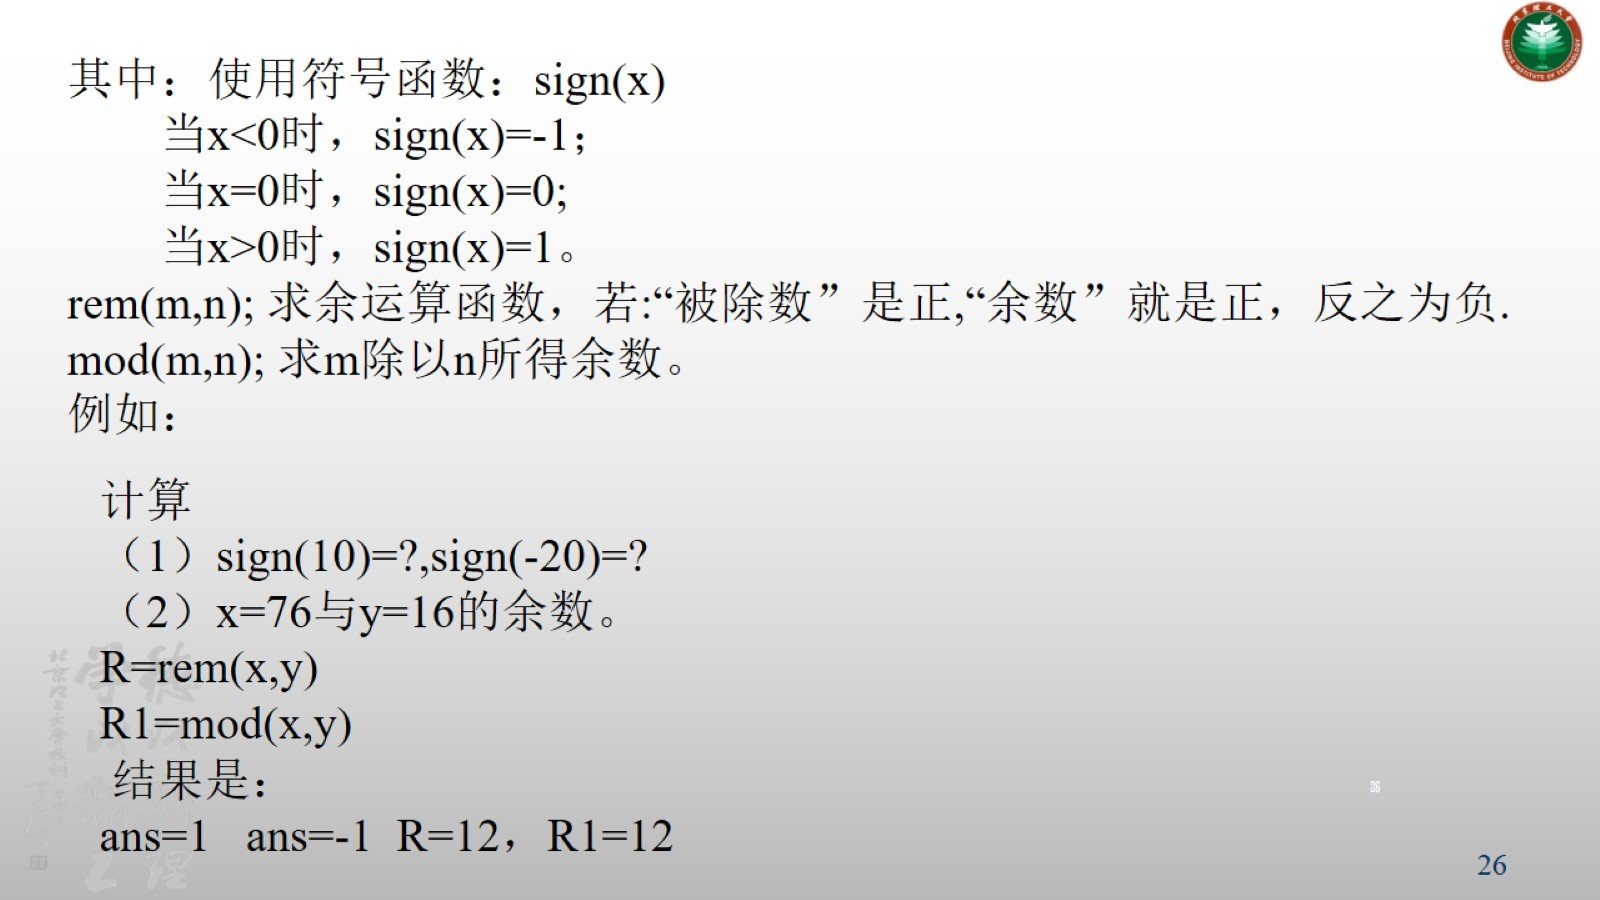 其中：使用符号函数：sign(x)
当x<0时，sign(x)=-1；
当x=0时，sign(x)=0;
当x>0时，sign(x)=1。
rem(m,n); 求余运算函数，若:“被除数”是正,“余数”就是正，反之为负.
mod(m,n); 求m除以n所得余数。
例如：
计算
（1）sign(10)=?,sign(-20)=?
（2）x=76与y=16的余数。
R=rem(x,y)
R1=mod(x,y)
结果是：
ans=1 ans=-1 R=12，R1=12
26
26